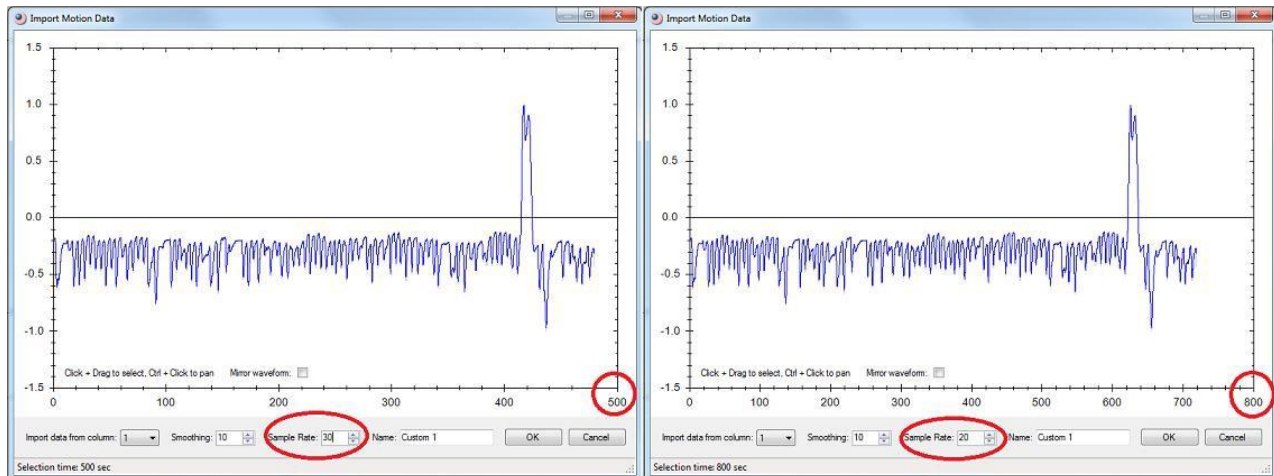 Import Motion Data
1.5
1.0
0.5
0.0
-0.5
-1.0
-1.5
Click + Drag to select, Ctrl + Click to pan Mirror waveform:
0 100 200 300 400 500
Import data from column: 1 Smoothing: 10 Sample Rate: 30 Name: Custom 1 OK Cancel
Selection time: 500 sec
Import Motion Data
1.5
1.0
0.5
0.0
-0.5
-1.0
-1.5
Click + Drag to select, Ctrl + Click to pan Mirror waveform:
0 100 200 300 400 500 600 700 800
Import data from column: 1 Smoothing: 10 Sample Rate: 20 Name: Custom 1 OK Cancel
Selection time: 800 sec